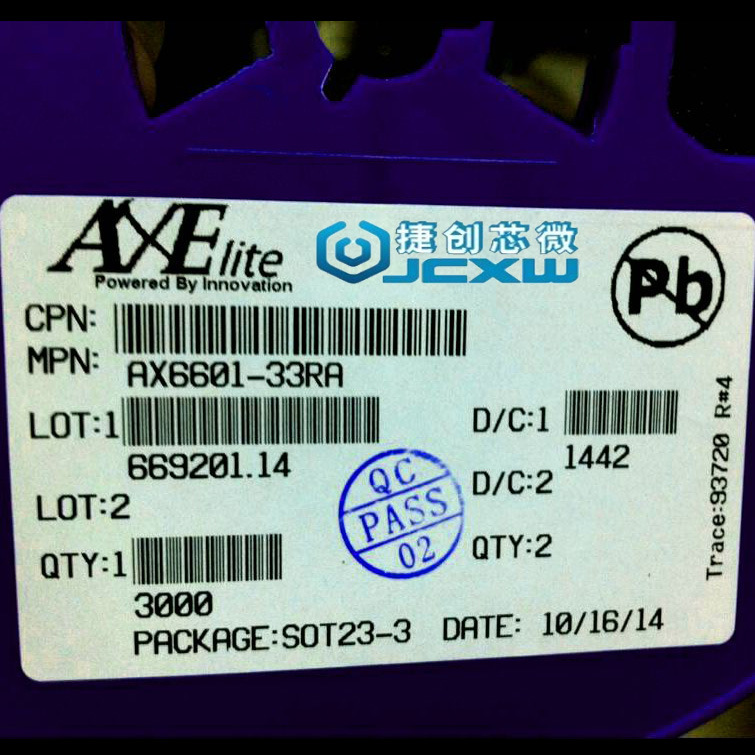 AXElite
Powered By Innovation
捷创芯微
JCXW
Pb
CPN:
MPN:
AX6601-33RA
LOT:1
669201.14
D/C:1
1442
LOT:2
D/C:2
QC
PASS
02
QTY:1
3000
QTY:2
PACKAGE:SOT23-3 DATE: 10/16/14
Trace:93720 R#4